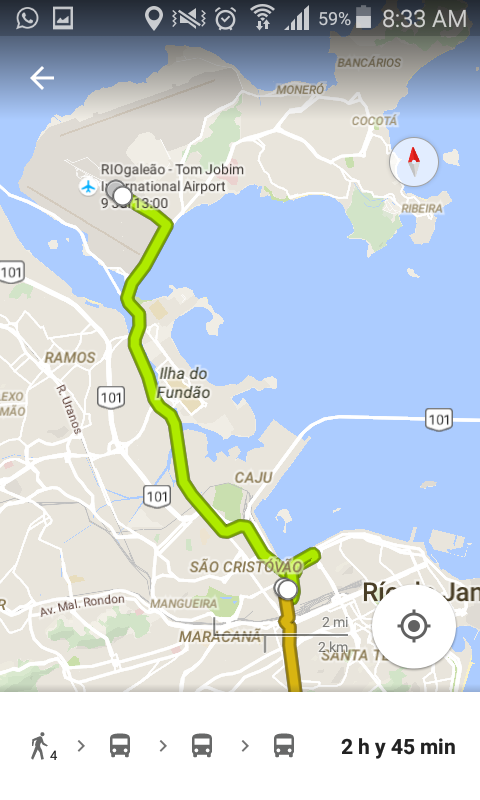 59% 8:33 AM
BANCÁRIOS
MONERÓ
COCOTÁ
RIOgaleão - Tom Jobim
International Airport
13:00
RIBEIRA
101
RAMOS
Ilha do
Fundão
101
R. Uranos
101
CAJU
101
SÃO CRISTÓVÃO
Av. Mal. Rondon
MANGUEIRA
MARACANÃ
2 mi
2 km
4
2 h y 45 min